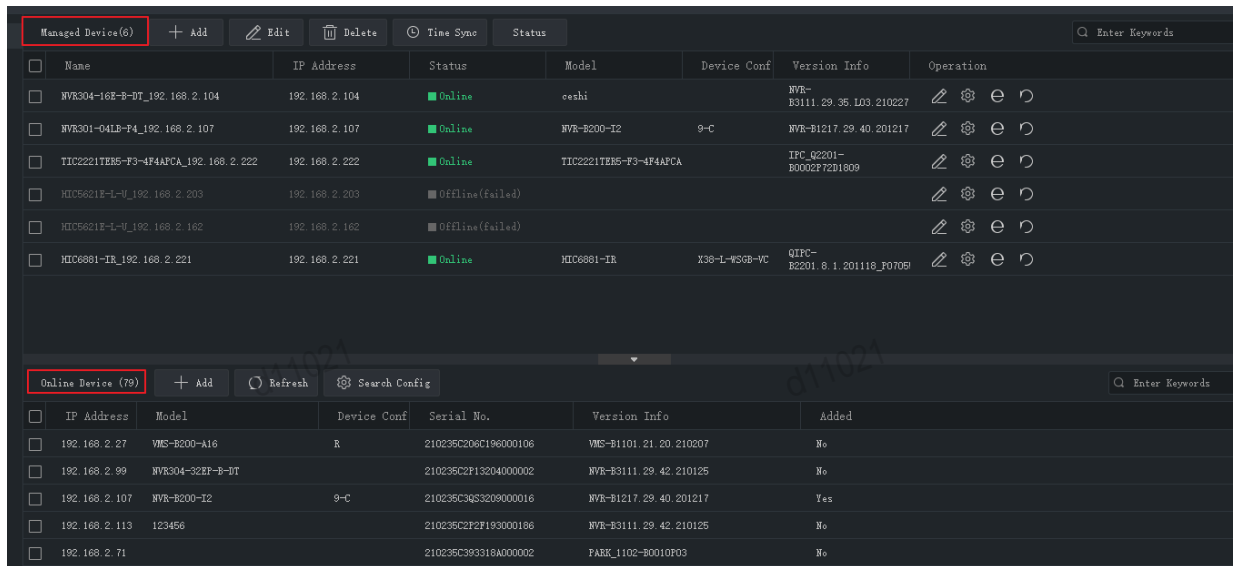 Managed Device(6) Add Edit Delete Time Sync Status Enter Keywords
Name IP Address Status Model Device Conf Version Info Operation
NVR304-16E-B-DT_192.168.2.104 192.168.2.104 Online ceshi NVR-
B3111.29.35.L03.210227
NVR301-04LB-P4_192.168.2.107 192.168.2.107 Online NVR-B200-I2 9-C NVR-B1217.29.40.201217
TIC2221TER5-F3-4F4APCA_192.168.2.222 192.168.2.222 Online TIC2221TER5-F3-4F4APCA IPC_Q2201-
B0002P72D1809
HIC5621E-L-U_192.168.2.203 192.168.2.203 Offline(failed)
HIC5621E-L-U_192.168.2.162 192.168.2.162 Offline(failed)
HIC6881-IR_192.168.2.221 192.168.2.221 Online HIC6881-IR X38-L-WSGB-VC QIPC-
B2201.8.1.201118_P0705
d11021 d11021
Online Device (79) Add Refresh Search Config Enter Keywords
IP Address Model Device Conf Serial No. Version Info Added
192.168.2.27 VMS-B200-A16 R 210235C206C196000106 VMS-B1101.21.20.210207 No
192.168.2.99 NVR304-32EP-B-DT 210235C2P13204000002 NVR-B3111.29.42.210125 No
192.168.2.107 NVR-B200-I2 9-C 210235C3QS3209000016 NVR-B1217.29.40.201217 Yes
192.168.2.113 123456 210235C2P2F193000186 NVR-B3111.29.42.210125 No
192.168.2.71 210235C393318A000002 PARK_1102-B0010P03 No